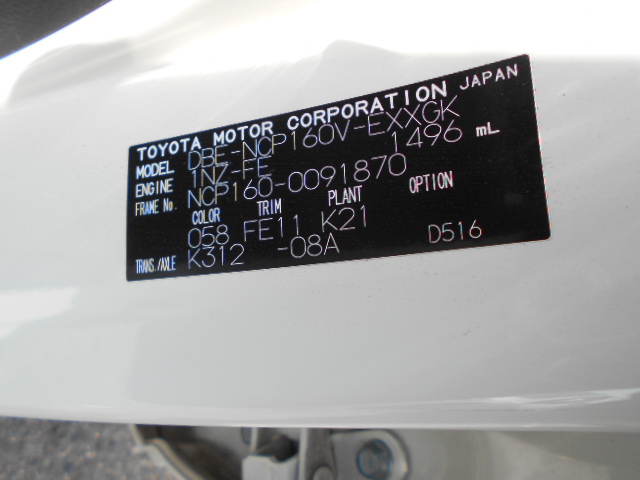 TOYOTA MOTOR CORPORATION JAPAN
MODEL DBE-NCP160V-EXXGK
ENGINE 1NZ-FE 1496 mL
FRAME No. NCP160-0091870
COLOR TRIM PLANT OPTION
058 FE11 K21
TRANS./AXLE K312 -08A D516